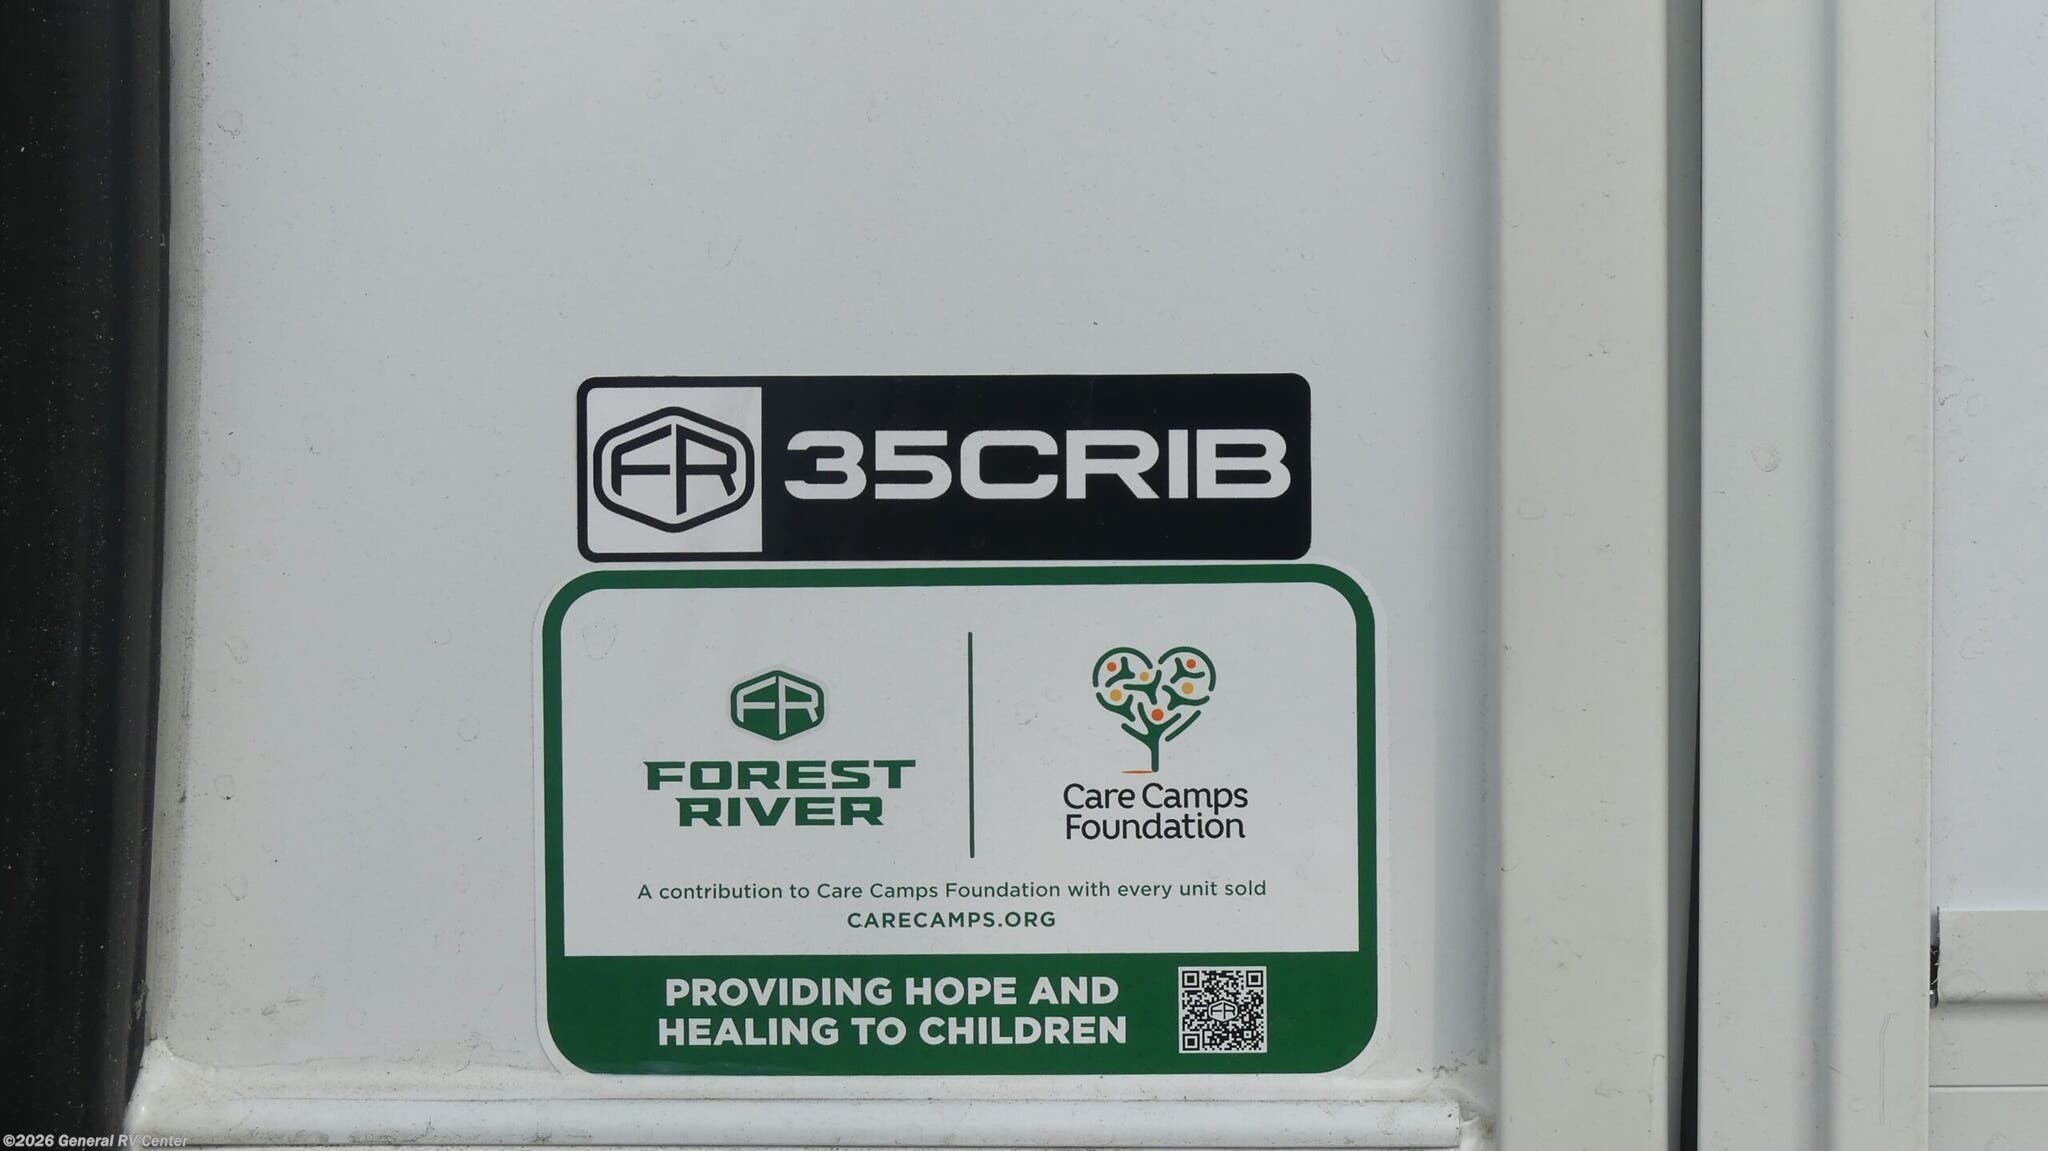 FR 35CRIB
FR
FOREST
RIVER
Care Camps
Foundation
A contribution to Care Camps Foundation with every unit sold
CARECAMPS.ORG
PROVIDING HOPE AND
HEALING TO CHILDREN
FR
©2026 General RV Center